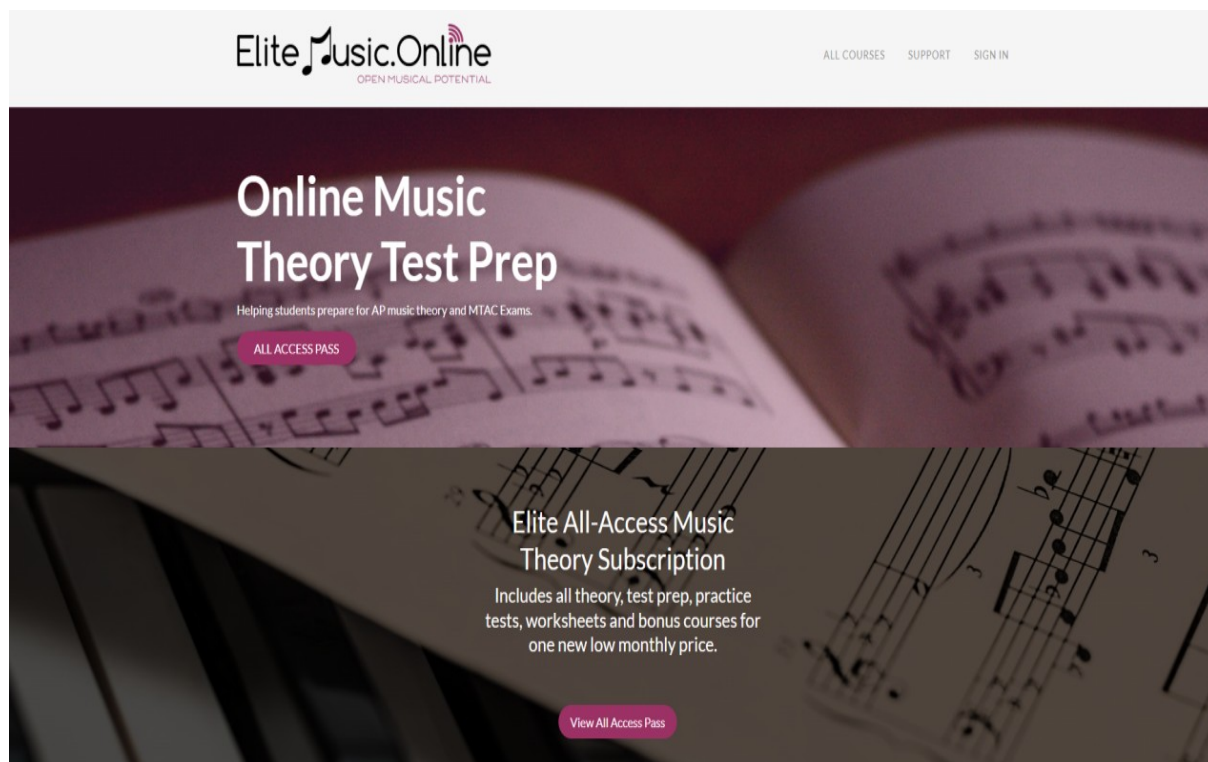 Elite Music.Online
OPEN MUSICAL POTENTIAL
ALL COURSES SUPPORT SIGN IN
Online Music
Theory Test Prep
Helping students prepare for AP music theory and MTAC Exams.
ALL ACCESS PASS
Elite All-Access Music
Theory Subscription
Includes all theory, test prep, practice
tests, worksheets and bonus courses for
one new low monthly price.
View All Access Pass